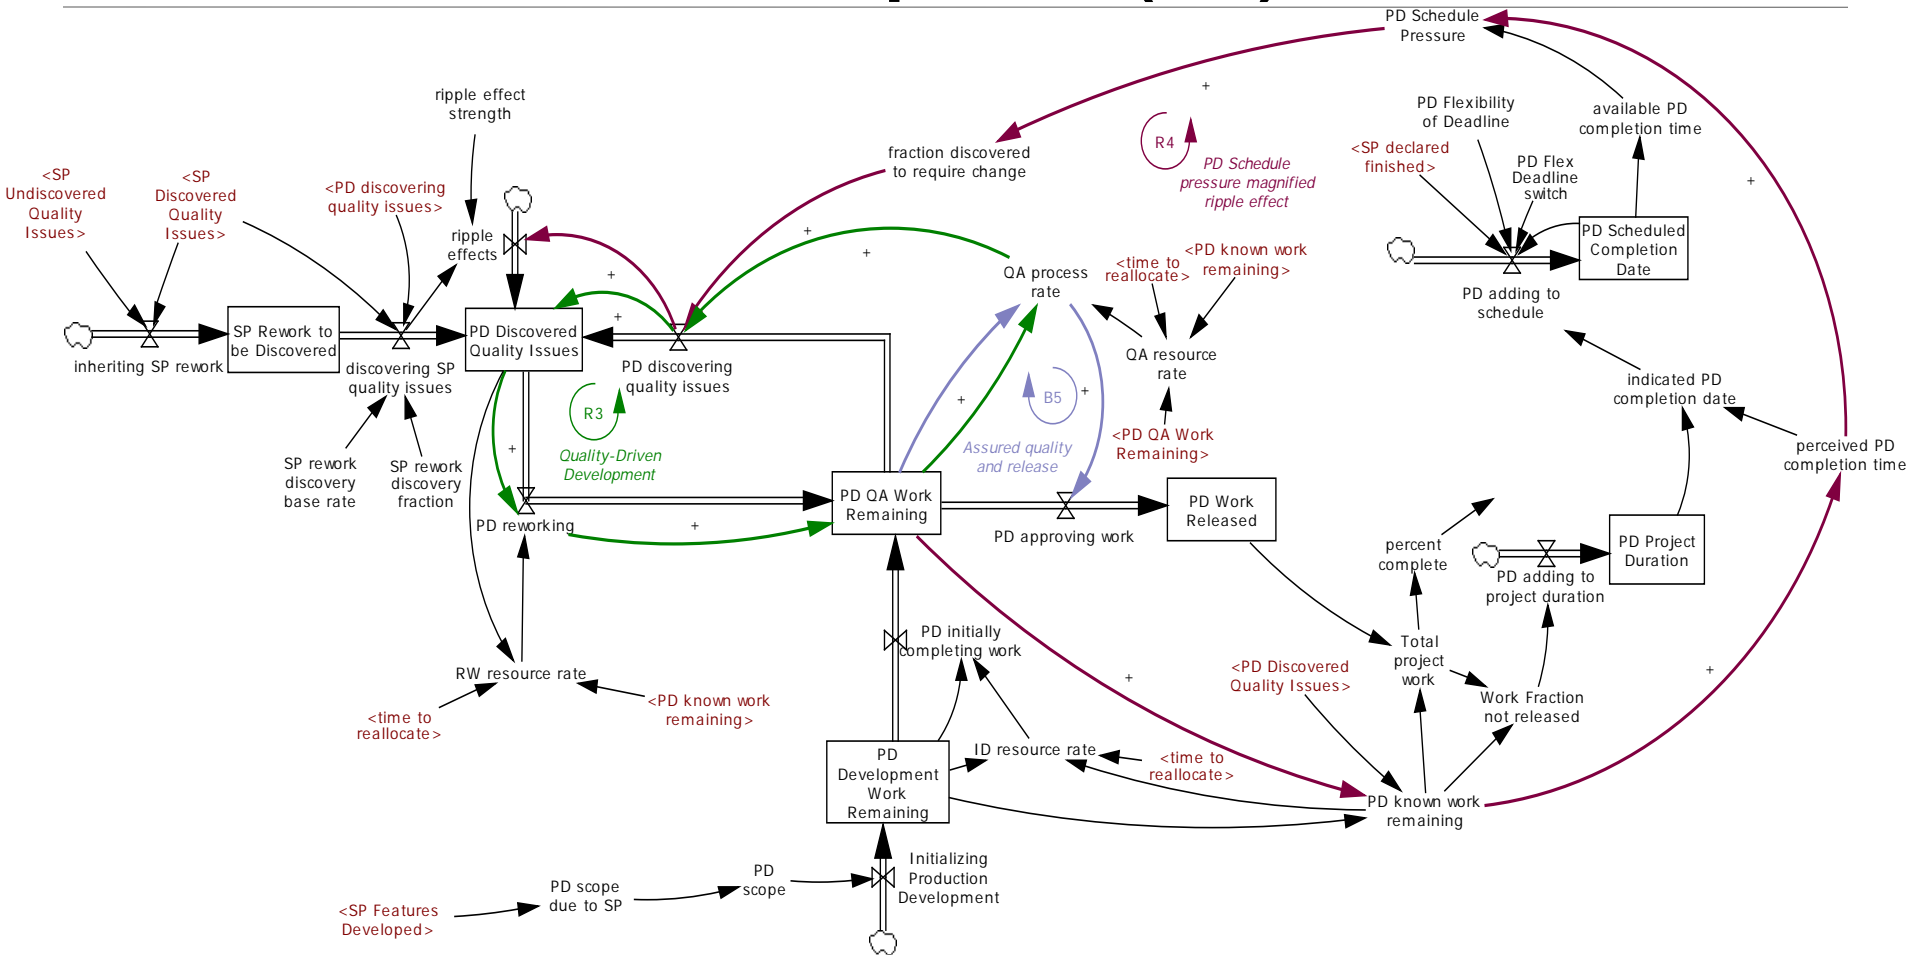 PD Schedule
Pressure
+
ripple effect
strength
PD Flexibility
of Deadline
available PD
completion time
<SP declared
finished>
PD Flex
Deadline
switch
fraction discovered
to require change
R4
PD Schedule
pressure magnified
ripple effect
+
<SP
Undiscovered
Quality
Issues>
<SP
Discovered
Quality
Issues>
<PD discovering
quality issues>
ripple
effects
+
+
+
+
QA process
rate
<time to
reallocate>
<PD known work
remaining>
PD Scheduled
Completion
Date
PD adding to
schedule
inheriting SP rework
SP Rework to
be Discovered
discovering SP
quality issues
PD Discovered
Quality Issues
PD discovering
quality issues
QA resource
rate
R3
Quality-Driven
Development
+
B5
+
Assured quality
and release
<PD QA Work
Remaining>
indicated PD
completion date
perceived PD
completion time
SP rework
discovery
base rate
SP rework
discovery
fraction
+
PD reworking
+
PD QA Work
Remaining
PD approving work
PD Work
Released
percent
complete
PD adding to
project duration
PD Project
Duration
PD initially
completing work
Total
project
work
<PD Discovered
Quality Issues>
Work Fraction
not released
+
+
RW resource rate
<time to
reallocate>
<PD known work
remaining>
PD
Development
Work
Remaining
ID resource rate
<time to
reallocate>
PD known work
remaining
Initializing
Production
Development
PD
scope
PD scope
due to SP
<SP Features
Developed>